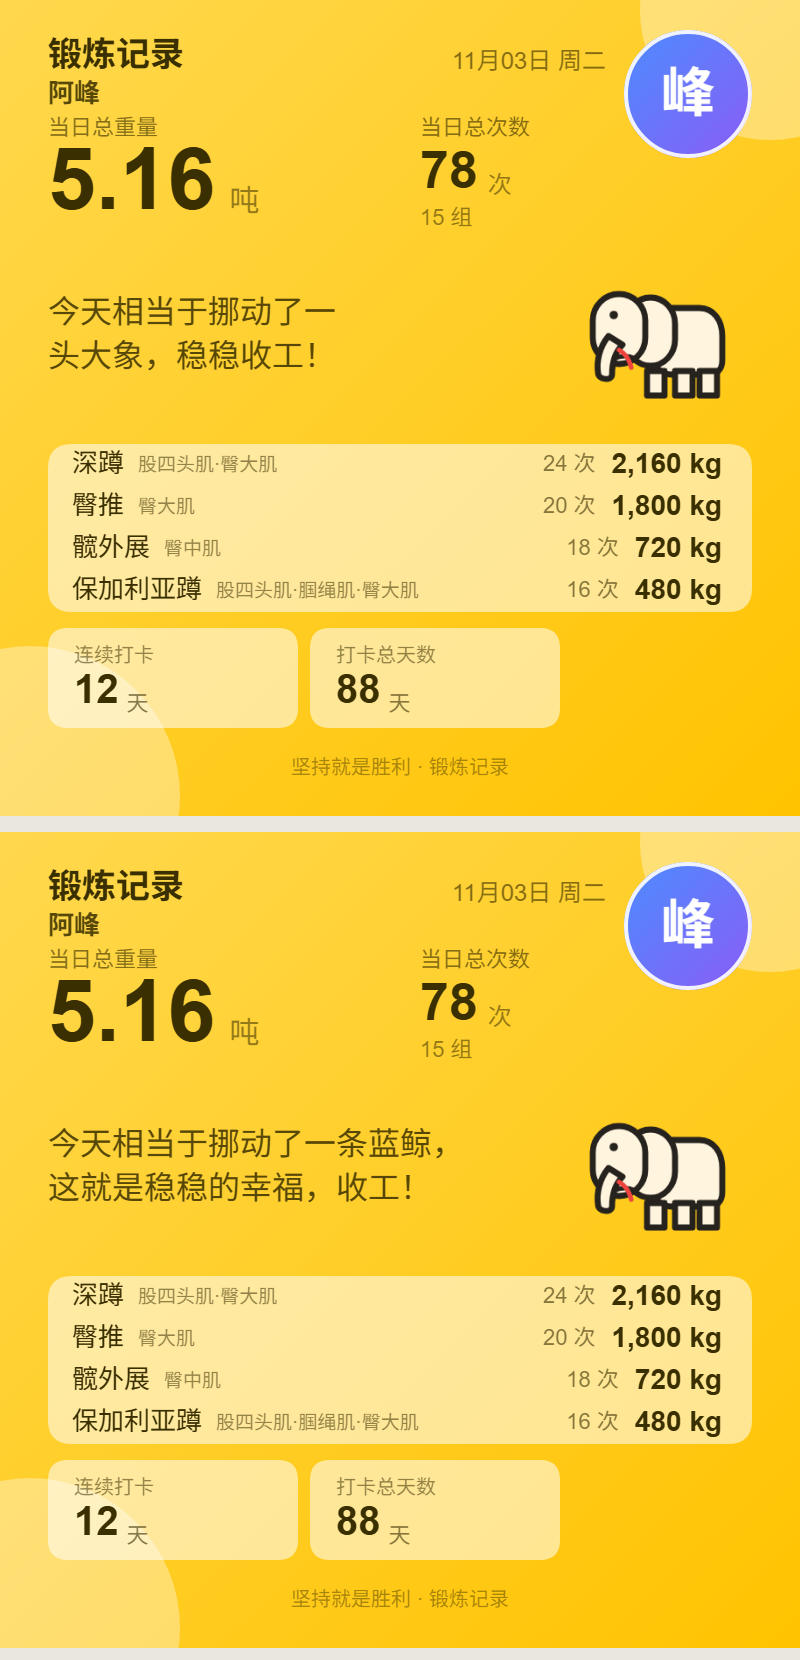 锻炼记录
11月03日 周二
峰
阿峰
当日总重量
当日总次数
5.16 吨
78 次
15 组
今天相当于挪动了一
头大象，稳稳收工！
深蹲 股四头肌·臀大肌 24 次 2,160 kg
臀推 臀大肌 20 次 1,800 kg
髋外展 臀中肌 18 次 720 kg
保加利亚蹲 股四头肌·腘绳肌·臀大肌 16 次 480 kg
连续打卡
打卡总天数
12 天
88 天
坚持就是胜利 · 锻炼记录
锻炼记录
11月03日 周二
峰
阿峰
当日总重量
当日总次数
5.16 吨
78 次
15 组
今天相当于挪动了一条蓝鲸，
这就是稳稳的幸福，收工！
深蹲 股四头肌·臀大肌 24 次 2,160 kg
臀推 臀大肌 20 次 1,800 kg
髋外展 臀中肌 18 次 720 kg
保加利亚蹲 股四头肌·腘绳肌·臀大肌 16 次 480 kg
连续打卡
打卡总天数
12 天
88 天
坚持就是胜利 · 锻炼记录